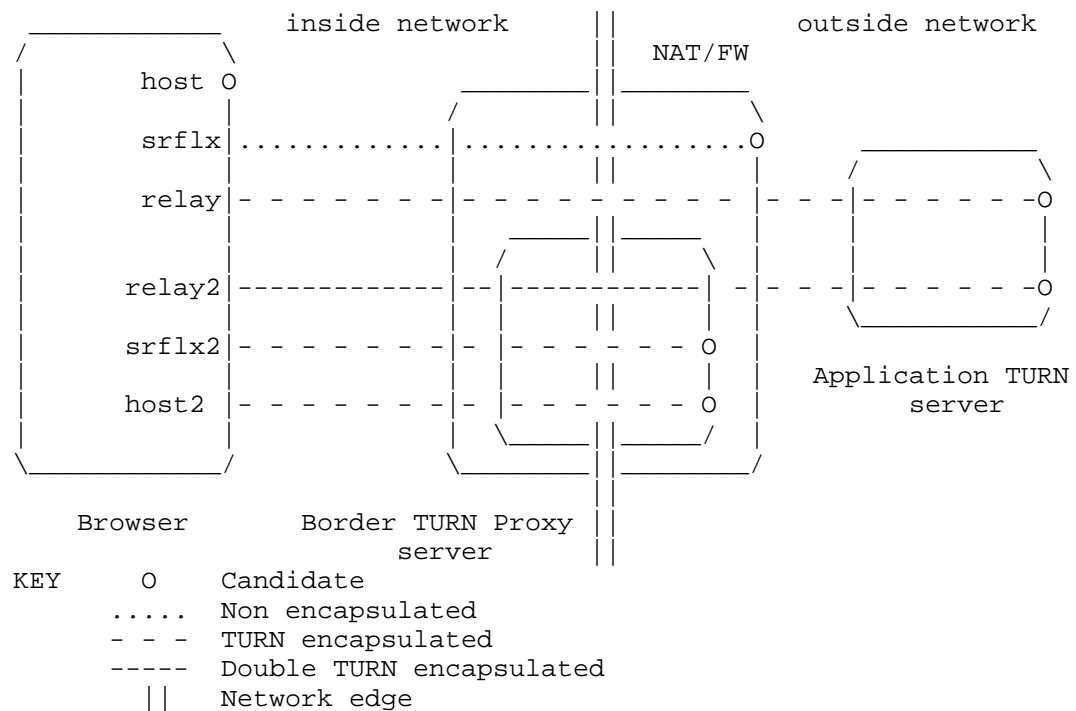 inside network || outside network
NAT/FW
host O
srflx O
relay O
relay2 O
srflx2 O
Application TURN
host2 O server
Browser Border TURN Proxy
server
KEY O Candidate
..... Non encapsulated
- - - TURN encapsulated
----- Double TURN encapsulated
|| Network edge